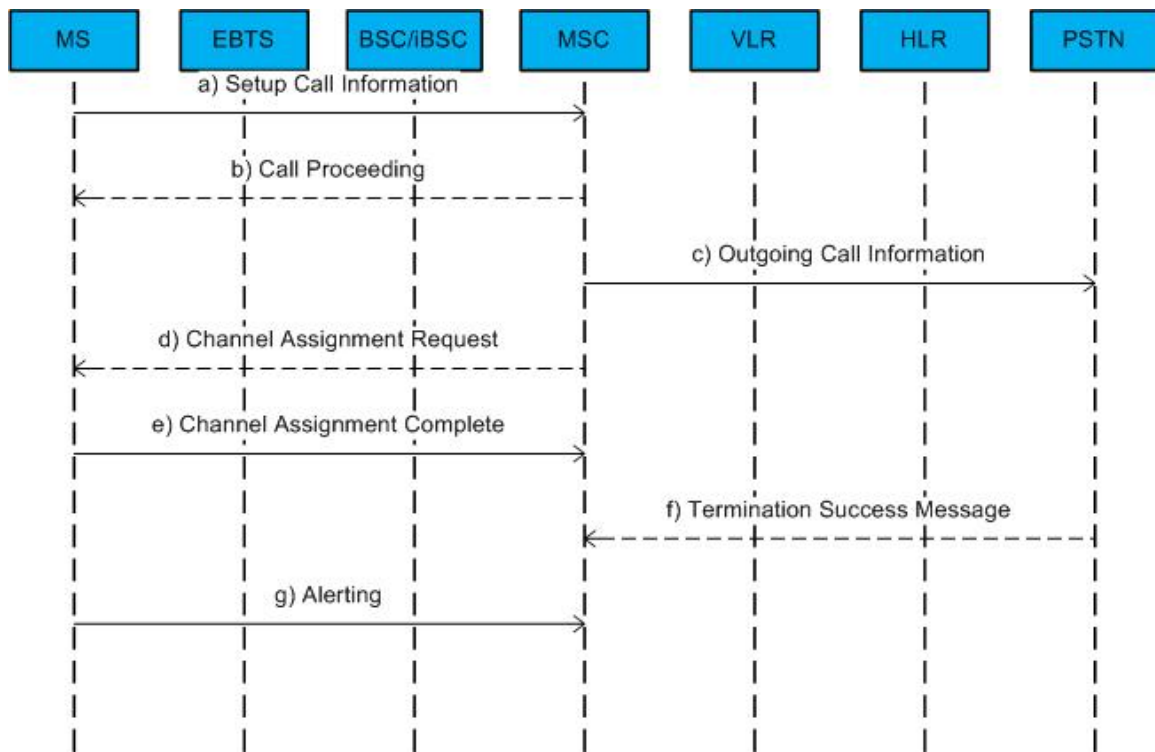 MS EBTS BSC/iBSC MSC VLR HLR PSTN
a) Setup Call Information
b) Call Proceeding
c) Outgoing Call Information
d) Channel Assignment Request
e) Channel Assignment Complete
f) Termination Success Message
g) Alerting